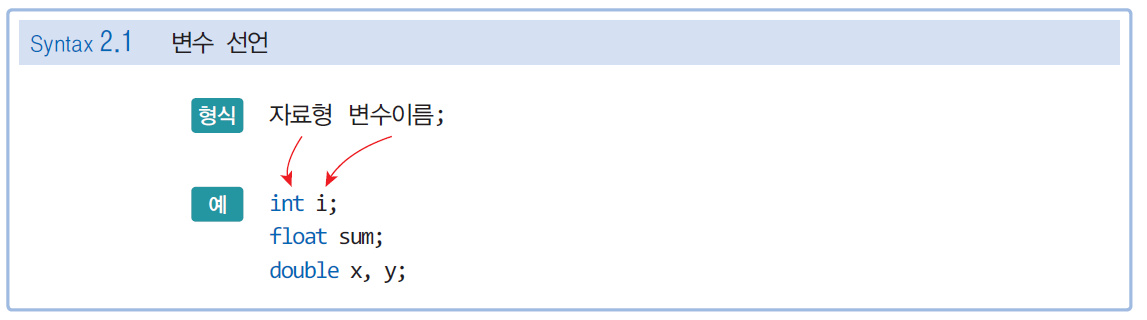 Syntax 2.1 변수 선언
형식 자료형 변수이름;
예 int i;
float sum;
double x, y;